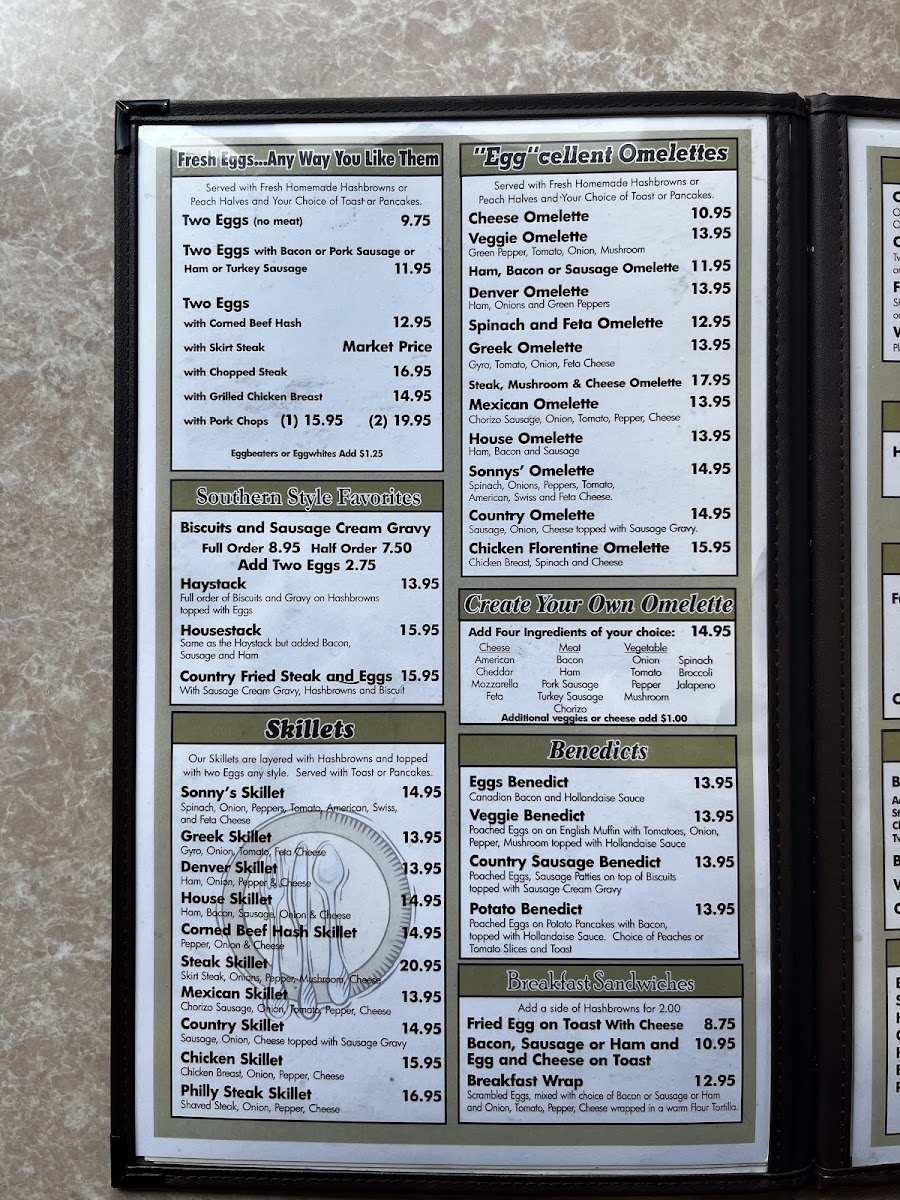 Fresh Eggs...Any Way You Like Them
Served with Fresh Homemade Hashbrowns or
Peach Halves and Your Choice of Toast or Pancakes.
Two Eggs (no meat) 9.75
Two Eggs with Bacon or Pork Sausage or
Ham or Turkey Sausage 11.95
Two Eggs
with Corned Beef Hash 12.95
with Skirt Steak Market Price
with Chopped Steak 16.95
with Grilled Chicken Breast 14.95
with Pork Chops (1) 15.95 (2) 19.95
Eggbeaters or Eggwhites Add $1.25
Southern Style Favorites
Biscuits and Sausage Cream Gravy
Full Order 8.95 Half Order 7.50
Add Two Eggs 2.75
Haystack 13.95
Full order of Biscuits and Gravy on Hashbrowns
topped with Eggs
Housestack 15.95
Same as the Haystack but added Bacon,
Sausage and Ham
Country Fried Steak and Eggs 15.95
With Sausage Cream Gravy, Hashbrowns and Biscuit
Skillets
Our Skillets are layered with Hashbrowns and topped
with two Eggs any style. Served with Toast or Pancakes.
Sonny's Skillet 14.95
Spinach, Onion, Peppers, Tomato, American, Swiss,
and Feta Cheese
Greek Skillet 13.95
Gyro, Onion, Tomato, Feta Cheese
Denver Skillet 13.95
Ham, Onion, Pepper & Cheese
House Skillet 14.95
Ham, Bacon, Sausage, Onion & Cheese
Corned Beef Hash Skillet 14.95
Pepper, Onion & Cheese
Steak Skillet 20.95
Skirt Steak, Onions, Pepper, Mushroom, Cheese
Mexican Skillet 13.95
Chorizo Sausage, Onion, Tomato, Pepper, Cheese
Country Skillet 14.95
Sausage, Onion, Cheese topped with Sausage Gravy
Chicken Skillet 15.95
Chicken Breast, Onion, Pepper, Cheese
Philly Steak Skillet 16.95
Shaved Steak, Onion, Pepper, Cheese
"Egg"cellent Omelettes
Served with Fresh Homemade Hashbrowns or
Peach Halves and Your Choice of Toast or Pancakes.
Cheese Omelette 10.95
Veggie Omelette 13.95
Green Pepper, Tomato, Onion, Mushroom
Ham, Bacon or Sausage Omelette 11.95
Denver Omelette 13.95
Ham, Onions and Green Peppers
Spinach and Feta Omelette 12.95
Greek Omelette 13.95
Gyro, Tomato, Onion, Feta Cheese
Steak, Mushroom & Cheese Omelette 17.95
Mexican Omelette 13.95
Chorizo Sausage, Onion, Tomato, Pepper, Cheese
House Omelette 13.95
Ham, Bacon and Sausage
Sonnys' Omelette 14.95
Spinach, Onions, Peppers, Tomato,
American, Swiss and Feta Cheese.
Country Omelette 14.95
Sausage, Onion, Cheese topped with Sausage Gravy.
Chicken Florentine Omelette 15.95
Chicken Breast, Spinach and Cheese
Create Your Own Omelette
Add Four Ingredients of your choice: 14.95
Cheese Meat Vegetable
American Bacon Onion Spinach
Cheddar Ham Tomato Broccoli
Mozzarella Pork Sausage Pepper Jalapeno
Feta Turkey Sausage Mushroom
Chorizo
Additional veggies or cheese add $1.00
Benedicts
Eggs Benedict 13.95
Canadian Bacon and Hollandaise Sauce
Veggie Benedict 13.95
Poached Eggs on an English Muffin with Tomatoes, Onion,
Pepper, Mushroom topped with Hollandaise Sauce
Country Sausage Benedict 13.95
Poached Eggs, Sausage Patties on top of Biscuits
topped with Sausage Cream Gravy
Potato Benedict 13.95
Poached Eggs on Potato Pancakes with Bacon,
topped with Hollandaise Sauce. Choice of Peaches or
Tomato Slices and Toast
Breakfast Sandwiches
Add a side of Hashbrowns for 2.00
Fried Egg on Toast With Cheese 8.75
Bacon, Sausage or Ham and 10.95
Egg and Cheese on Toast
Breakfast Wrap 12.95
Scrambled Eggs, mixed with choice of Bacon or Sausage or Ham
and Onion, Tomato, Pepper, Cheese wrapped in a warm Flour Tortilla.